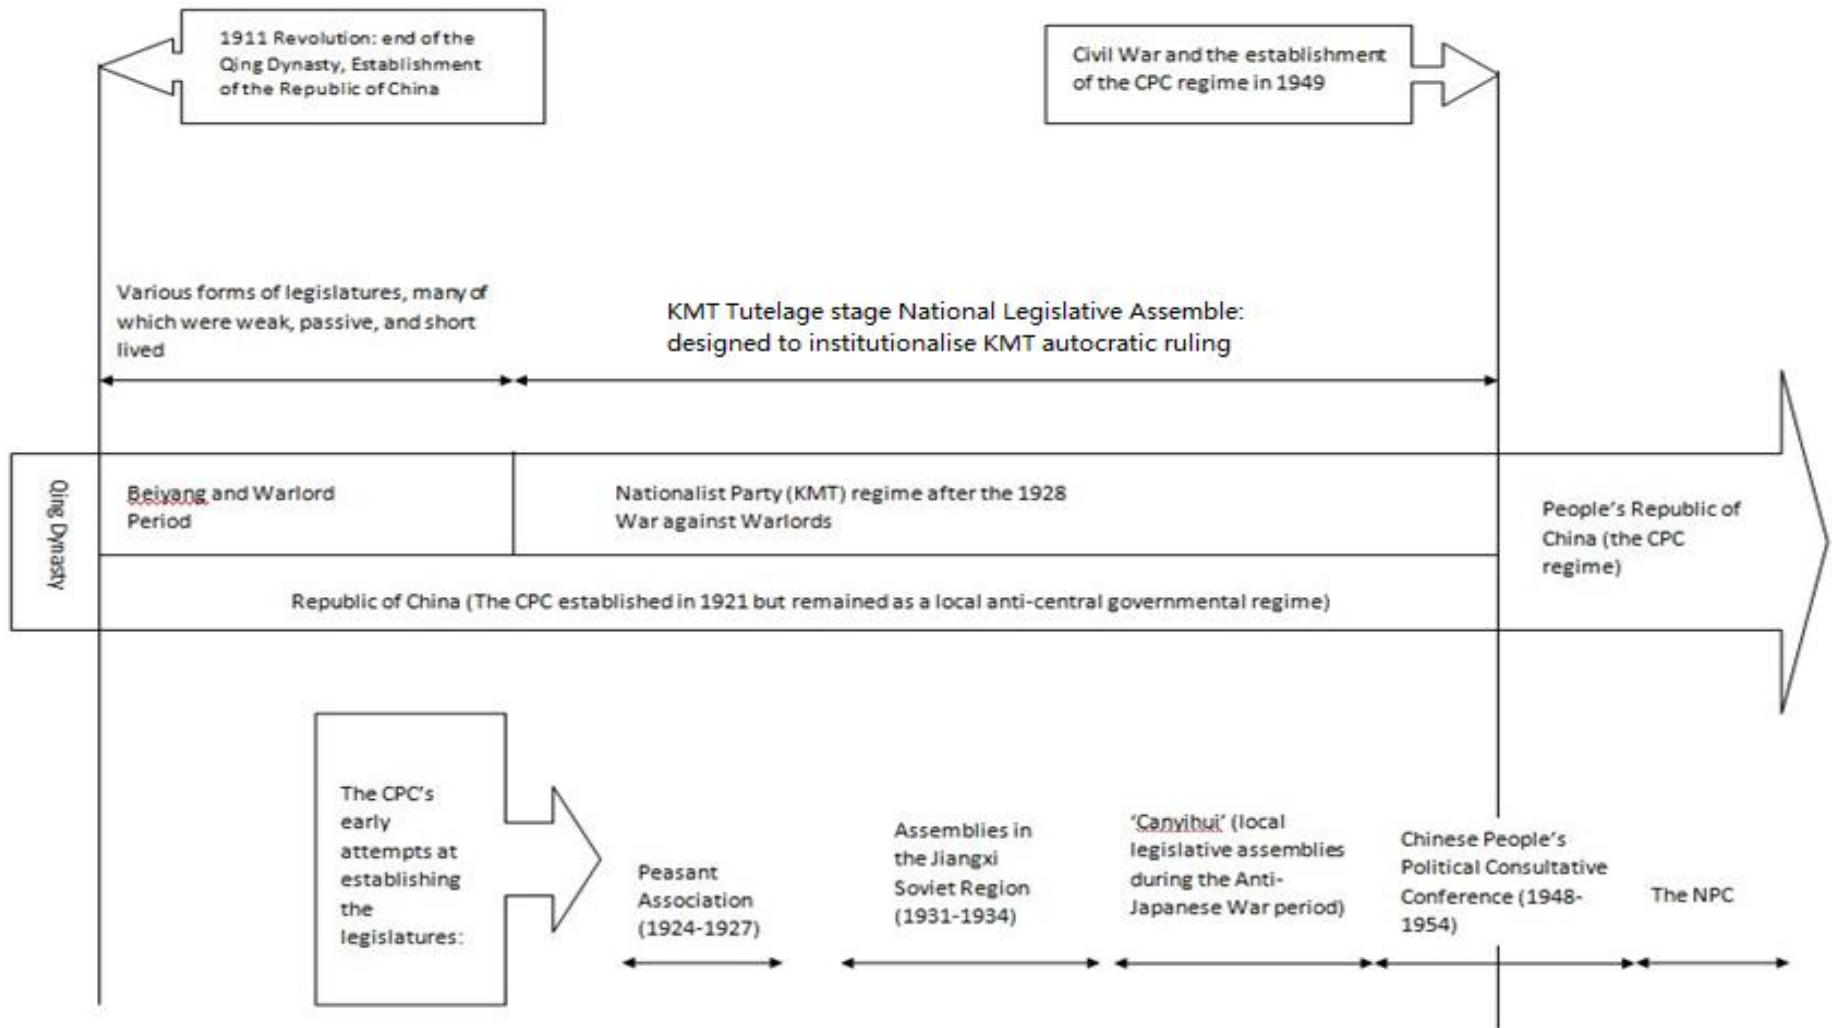 1911 Revolution: end of the
Qing Dynasty, Establishment
of the Republic of China
Civil War and the establishment
of the CPC regime in 1949
Various forms of legislatures, many of
which were weak, passive, and short
lived
KMT Tutelage stage National Legislative Assemble:
designed to institutionalise KMT autocratic ruling
Qing Dynasty
Beiyang and Warlord
Period
Nationalist Party (KMT) regime after the 1928
War against Warlords
People's Republic of
China (the CPC
regime)
Republic of China (The CPC established in 1921 but remained as a local anti-central governmental regime)
The CPC's
early
attempts at
establishing
the
legislatures:
Peasant
Association
(1924-1927)
Assemblies in
the Jiangxi
Soviet Region
(1931-1934)
'Canyihui' (local
legislative assemblies
during the Anti-
Japanese War period)
Chinese People's
Political Consultative
Conference (1948-
1954)
The NPC